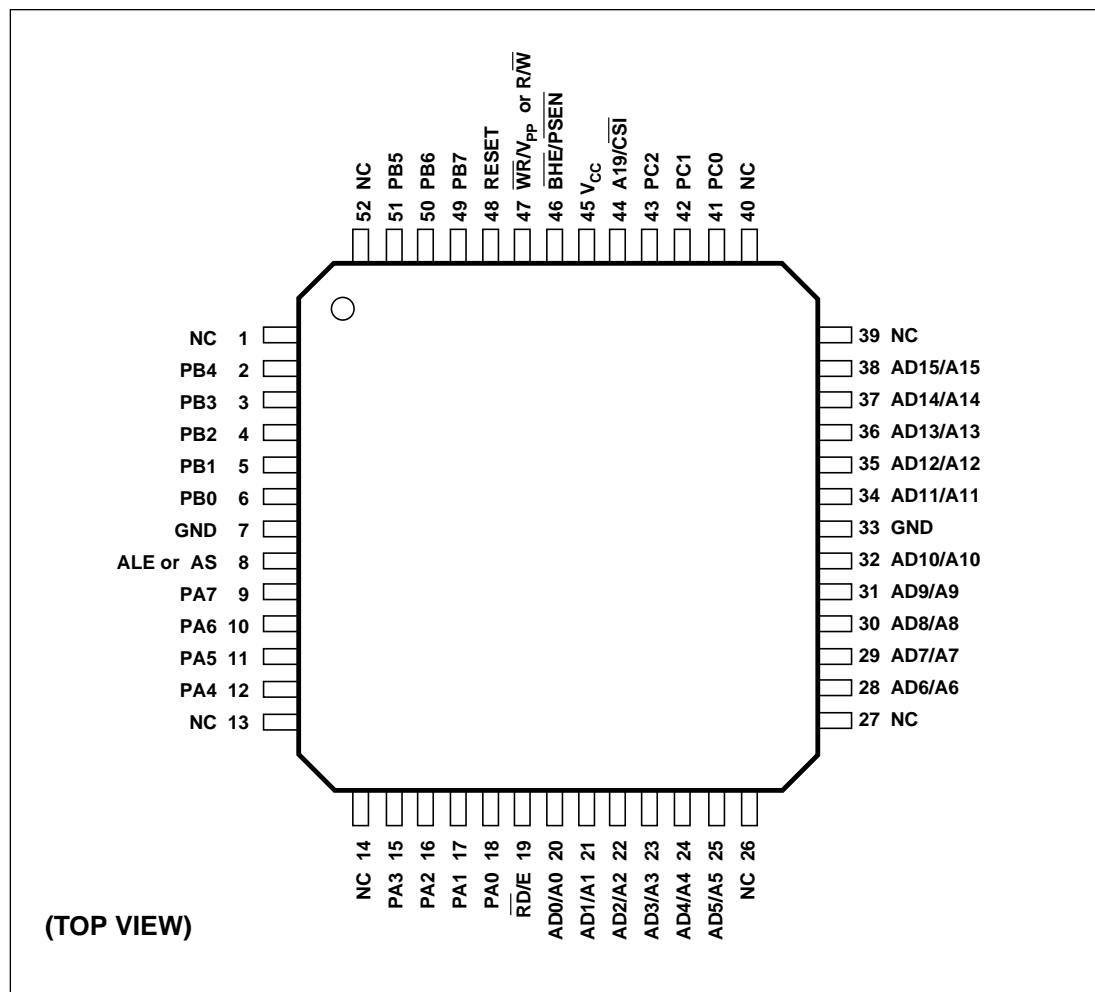 52 NC
51 PB5
50 PB6
49 PB7
48 RESET
47 W̅R̅/VPP or R/W̅
46 B̅H̅E̅/P̅S̅E̅N̅
45 VCC
44 A19/C̅S̅I̅
43 PC2
42 PC1
41 PC0
40 NC
NC 1
PB4 2
PB3 3
PB2 4
PB1 5
PB0 6
GND 7
ALE or AS 8
PA7 9
PA6 10
PA5 11
PA4 12
NC 13
39 NC
38 AD15/A15
37 AD14/A14
36 AD13/A13
35 AD12/A12
34 AD11/A11
33 GND
32 AD10/A10
31 AD9/A9
30 AD8/A8
29 AD7/A7
28 AD6/A6
27 NC
NC 14
PA3 15
PA2 16
PA1 17
PA0 18
R̅D̅/E 19
AD0/A0 20
AD1/A1 21
AD2/A2 22
AD3/A3 23
AD4/A4 24
AD5/A5 25
NC 26
(TOP VIEW)